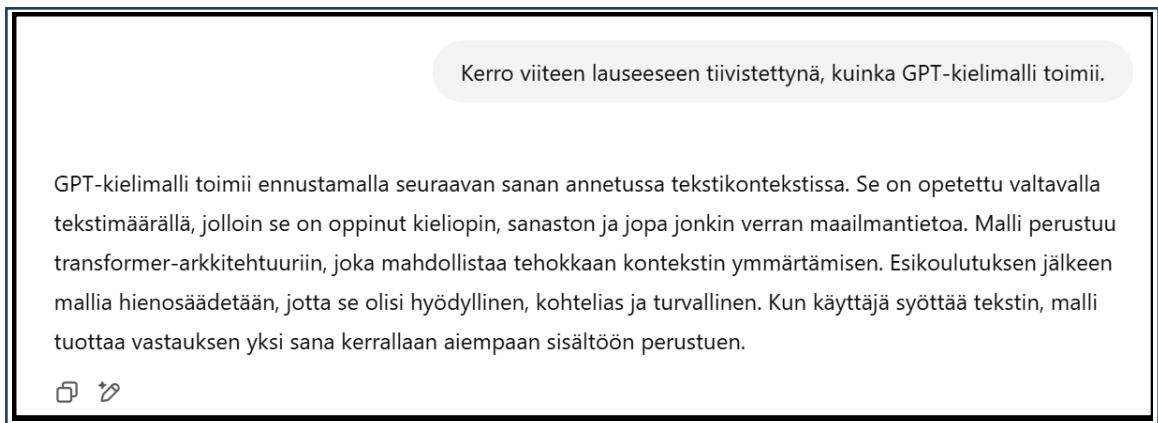 Kerro viiteen lauseeseen tiivistettynä, kuinka GPT-kielimalli toimii.
GPT-kielimalli toimii ennustamalla seuraavan sanan annetussa tekstikontekstissa. Se on opetettu valtavalla
tekstimäärällä, jolloin se on oppinut kieliopin, sanaston ja jopa jonkin verran maailmantietoa. Malli perustuu
transformer-arkkitehtuuriin, joka mahdollistaa tehokkaan kontekstin ymmärtämisen. Esikoulutuksen jälkeen
mallia hienosäädetään, jotta se olisi hyödyllinen, kohtelias ja turvallinen. Kun käyttäjä syöttää tekstin, malli
tuottaa vastauksen yksi sana kerrallaan aiempaan sisältöön perustuen.